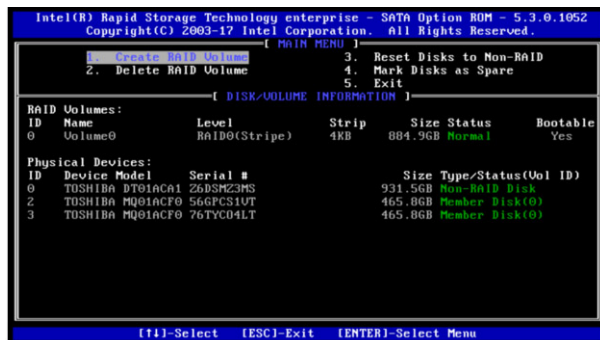 Intel(R) Rapid Storage Technology enterprise - SATA Option ROM - 5.3.0.1052
Copyright(C) 2003-17 Intel Corporation. All Rights Reserved.
[ MAIN MENU ]
1. Create RAID Volume 3. Reset Disks to Non-RAID
2. Delete RAID Volume 4. Mark Disks as Spare
5. Exit
[ DISK/VOLUME INFORMATION ]
RAID Volumes:
ID Name Level Strip Size Status Bootable
0 Volume0 RAID0(Stripe) 4KB 884.9GB Normal Yes
Physical Devices:
ID Device Model Serial # Size Type/Status(Vol ID)
0 TOSHIBA DT01ACA1 Z6DSMZ3MS 931.5GB Non-RAID Disk
2 TOSHIBA MQ01ACF0 56GPCS1VT 465.8GB Member Disk(0)
3 TOSHIBA MQ01ACF0 76TYCO4LT 465.8GB Member Disk(0)
[↑↓]-Select [ESC]-Exit [ENTER]-Select Menu